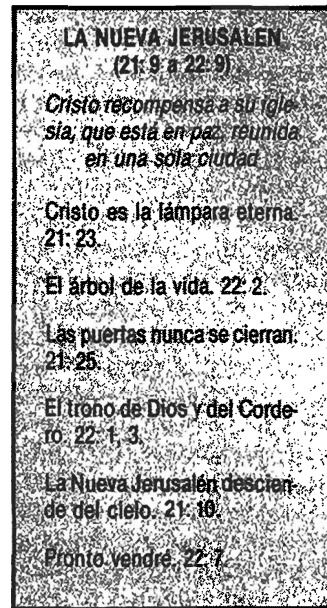 LA NUEVA JERUSALEN.
(21: 9 a 22: 9)
Cristo recompensa a su igle-
sia, que está en paz, reunida
en una sola ciudad
Cristo es la lámpara eterna.
21: 23.
El árbol de la vida. 22: 2.
Las puertas nunca se cierran.
21: 25.
El trono de Dios y del Corde-
ro. 22: 1, 3.
La Nueva Jerusalén descien-
de del cielo. 21: 10.
Pronto vendré. 22: 7.